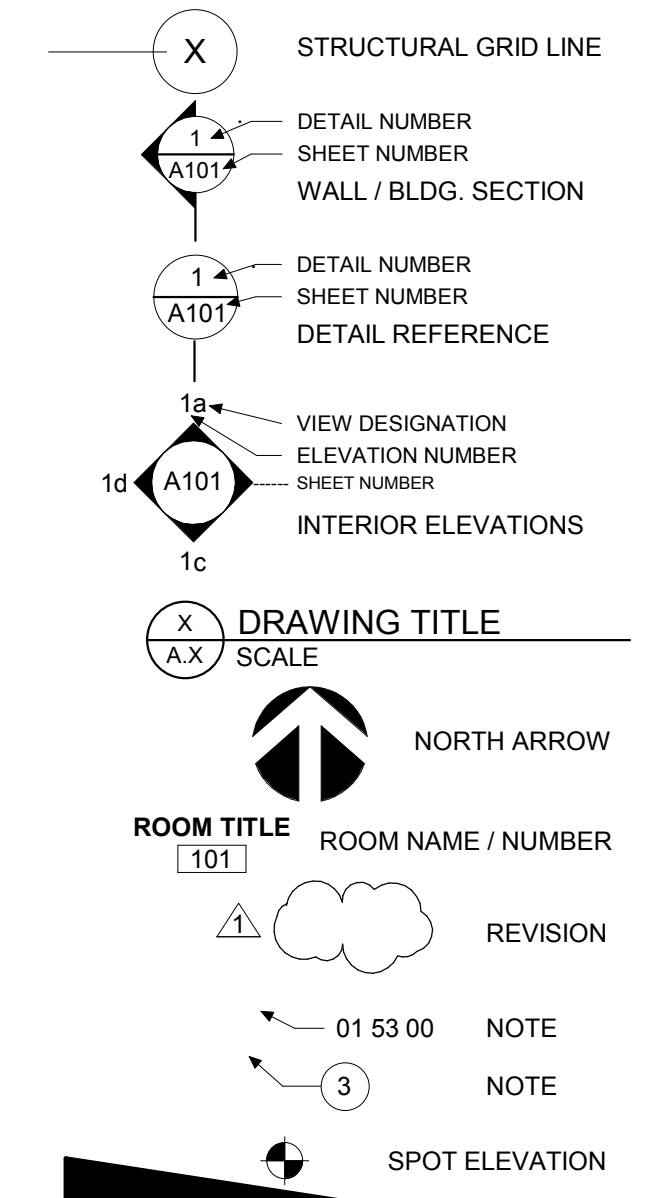 X STRUCTURAL GRID LINE
1 DETAIL NUMBER
A101 SHEET NUMBER
WALL / BLDG. SECTION
1 DETAIL NUMBER
A101 SHEET NUMBER
DETAIL REFERENCE
1a VIEW DESIGNATION
ELEVATION NUMBER
1d A101 SHEET NUMBER
INTERIOR ELEVATIONS
1c
X DRAWING TITLE
A.X SCALE
NORTH ARROW
ROOM TITLE
ROOM NAME / NUMBER
101
1 REVISION
01 53 00 NOTE
3 NOTE
SPOT ELEVATION